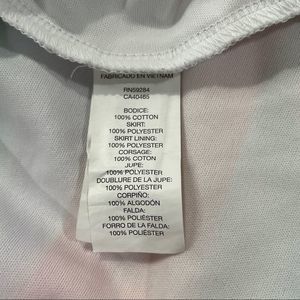 FABRICADO EN VIETNAM
RN59284
CA40465
BODICE:
100% COTTON
SKIRT:
100% POLYESTER
SKIRT LINING:
100% POLYESTER
CORSAGE:
100% COTON
JUPE:
100% POLYESTER
DOUBLURE DE LA JUPE:
100% POLYESTER
CORPIÑO:
100% ALGODÓN
FALDA:
100% POLIÉSTER
FORRO DE LA FALDA:
100% POLIÉSTER